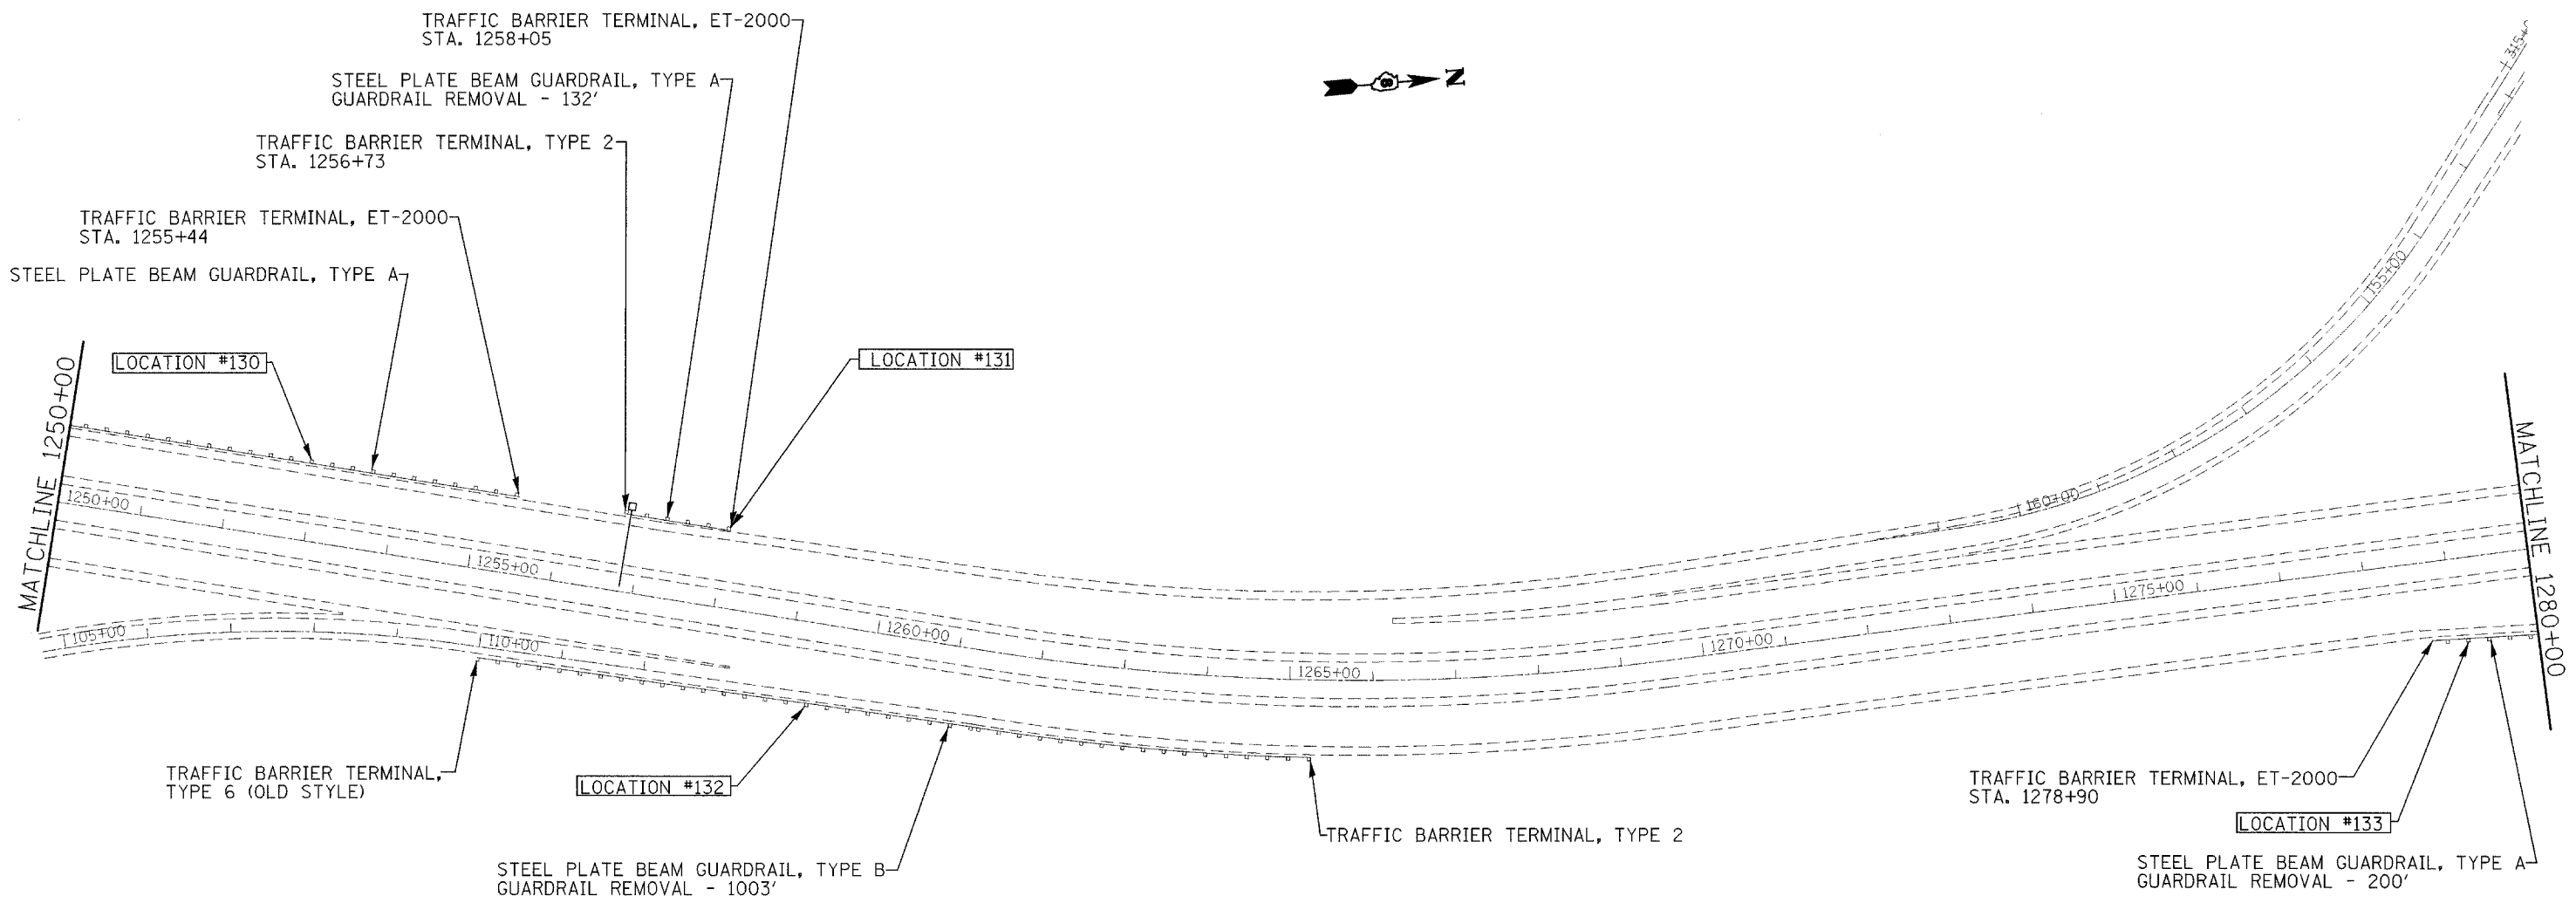 TRAFFIC BARRIER TERMINAL, ET-2000
STA. 1258+05
STEEL PLATE BEAM GUARDRAIL, TYPE A
GUARDRAIL REMOVAL - 132'
TRAFFIC BARRIER TERMINAL, TYPE 2
STA. 1256+73
TRAFFIC BARRIER TERMINAL, ET-2000
STA. 1255+44
STEEL PLATE BEAM GUARDRAIL, TYPE A
N
LOCATION #130
LOCATION #131
MATCHLINE 1250+00
1250+00
1255+00
1260+00
1265+00
1270+00
1275+00
105+00
110+00
160+00
155+00
MATCHLINE 1280+00
TRAFFIC BARRIER TERMINAL,
TYPE 6 (OLD STYLE)
LOCATION #132
STEEL PLATE BEAM GUARDRAIL, TYPE B
GUARDRAIL REMOVAL - 1003'
TRAFFIC BARRIER TERMINAL, TYPE 2
TRAFFIC BARRIER TERMINAL, ET-2000
STA. 1278+90
LOCATION #133
STEEL PLATE BEAM GUARDRAIL, TYPE A
GUARDRAIL REMOVAL - 200'